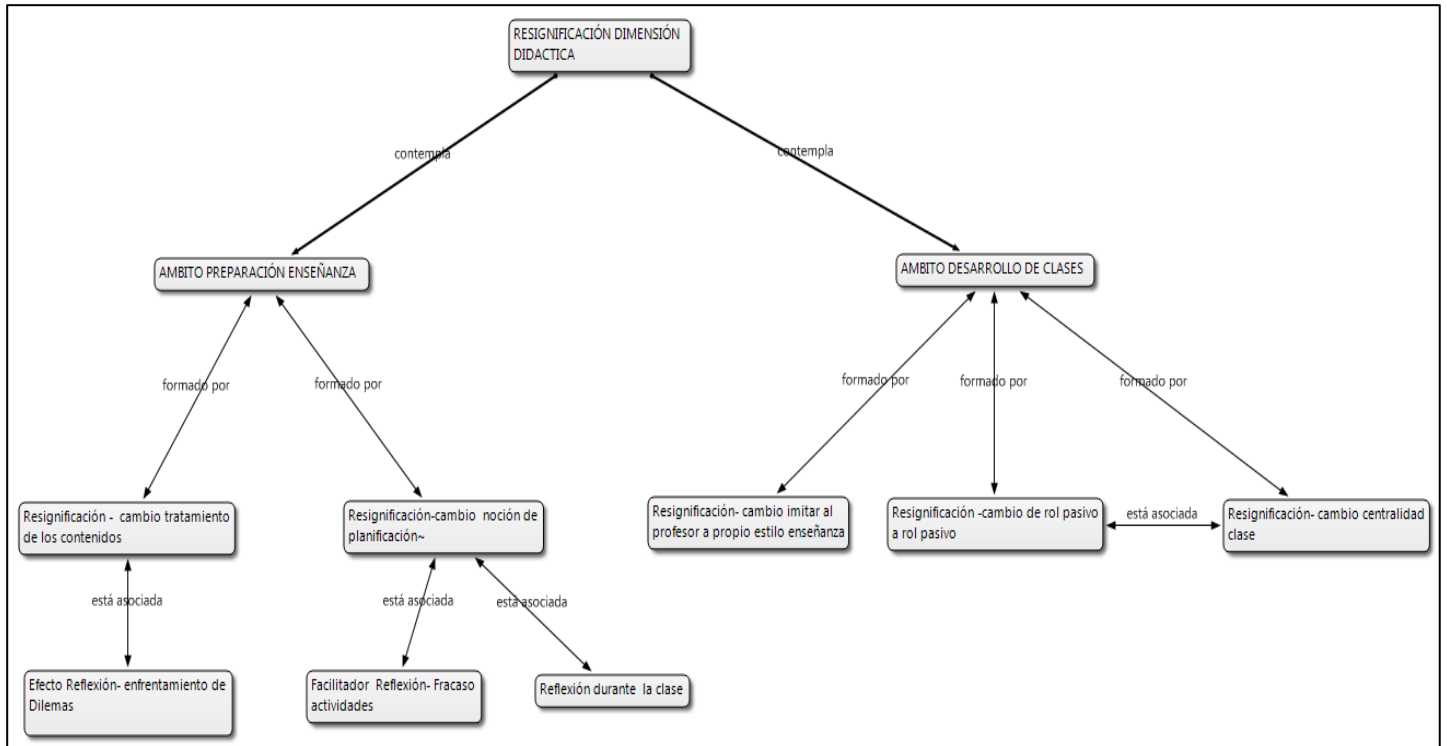 RESIGNIFICACIÓN DIMENSIÓN
DIDACTICA
contempla
contempla
AMBITO PREPARACIÓN ENSEÑANZA
AMBITO DESARROLLO DE CLASES
formado por
formado por
formado por
formado por
formado por
Resignificación - cambio tratamiento
de los contenidos
Resignificación-cambio noción de
planificación~
Resignificación- cambio imitar al
profesor a propio estilo enseñanza
Resignificación -cambio de rol pasivo
a rol pasivo
está asociada
Resignificación- cambio centralidad
clase
está asociada
está asociada
está asociada
Efecto Reflexión- enfrentamiento de
Dilemas
Facilitador Reflexión- Fracaso
actividades
Reflexión durante la clase